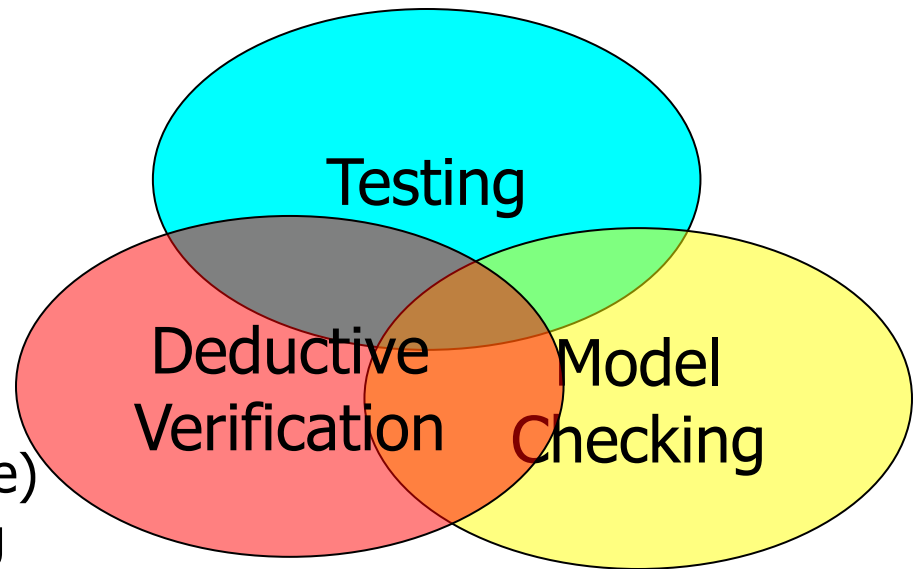 Testing
Deductive
Verification
Model
Checking
e)
g